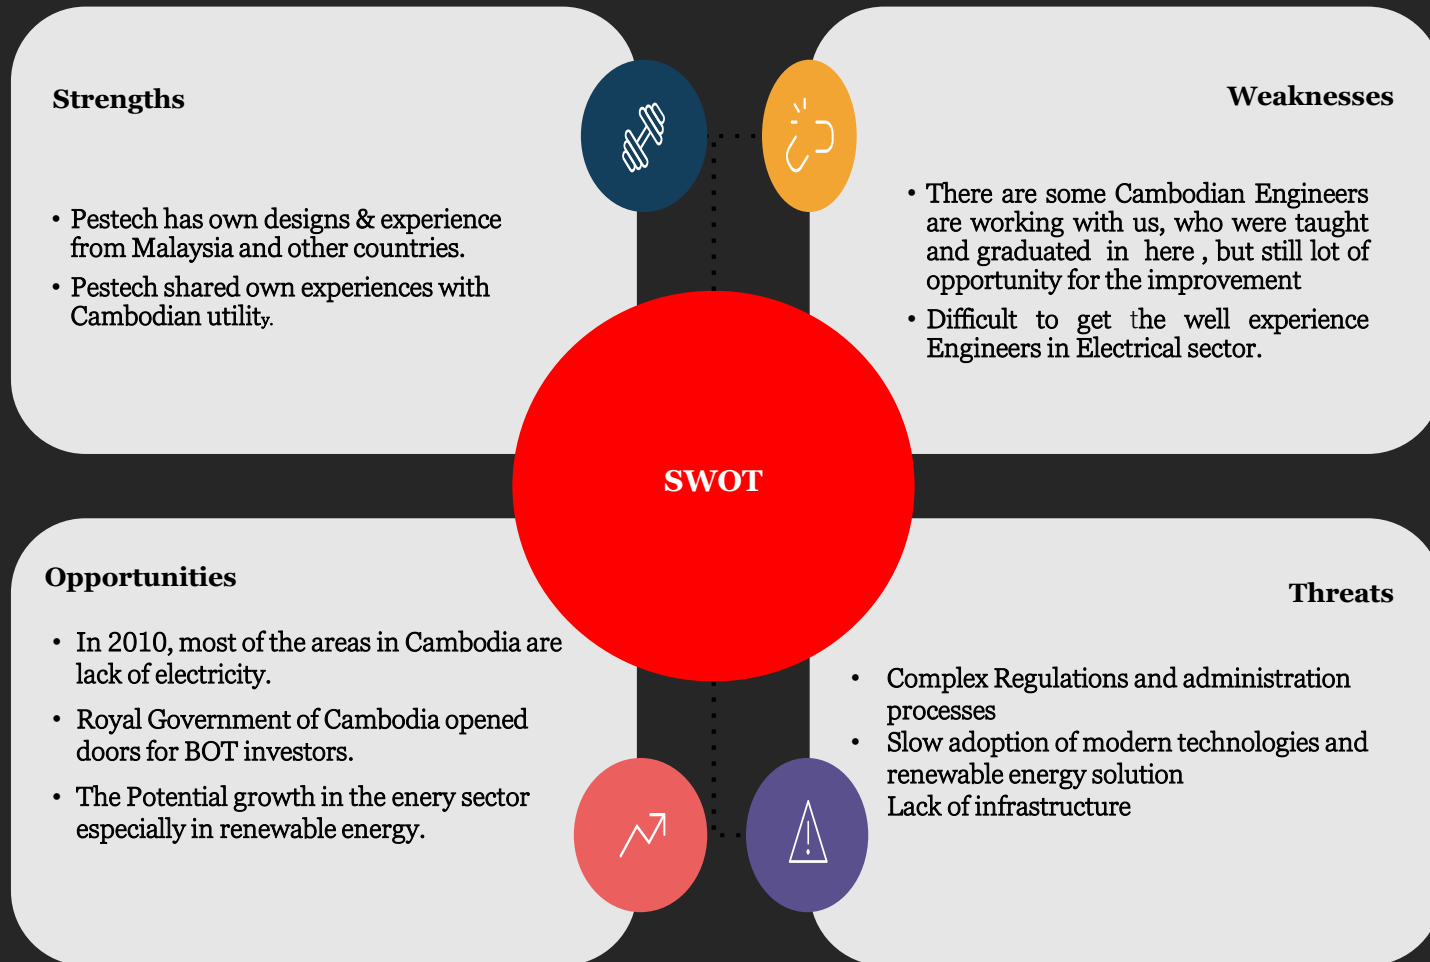 Strengths
• Pestech has own designs & experience
from Malaysia and other countries.
• Pestech shared own experiences with
Cambodian utility.
Weaknesses
• There are some Cambodian Engineers
are working with us, who were taught
and graduated in here , but still lot of
opportunity for the improvement
• Difficult to get the well experience
Engineers in Electrical sector.
SWOT
Opportunities
• In 2010, most of the areas in Cambodia are
lack of electricity.
• Royal Government of Cambodia opened
doors for BOT investors.
• The Potential growth in the enery sector
especially in renewable energy.
Threats
• Complex Regulations and administration
processes
• Slow adoption of modern technologies and
renewable energy solution
Lack of infrastructure